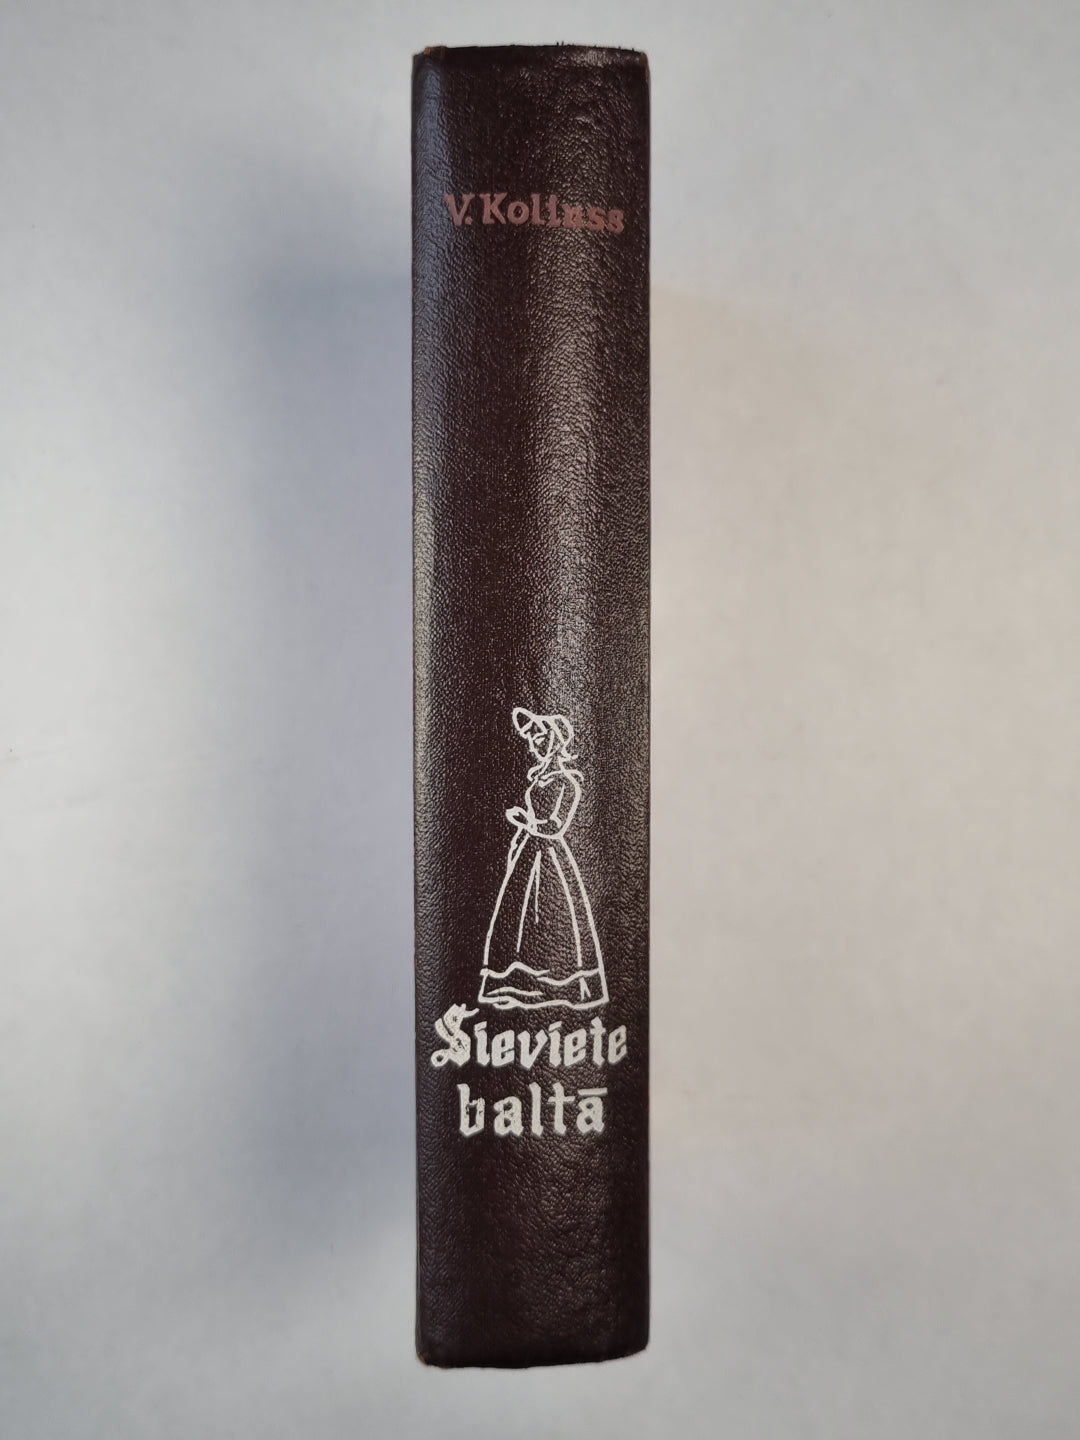 V. Kolinss
Sieviete
baltā